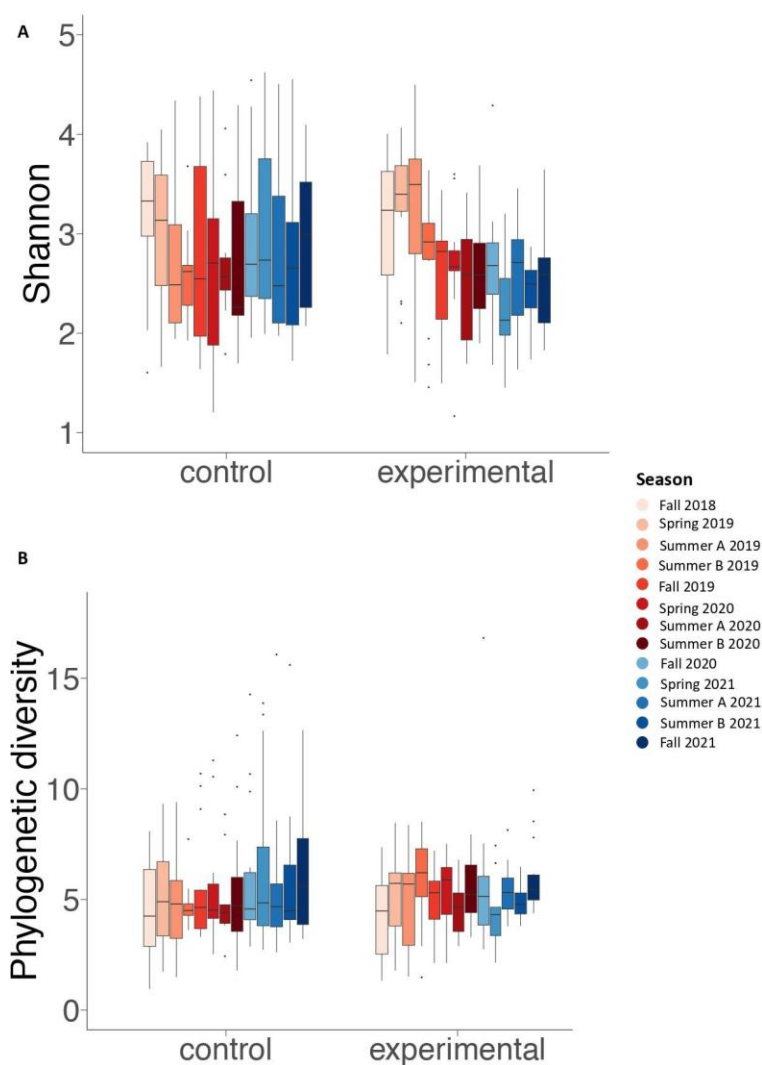 A
5
4
3
2
1
Shannon
control experimental
Season
Fall 2018
Spring 2019
Summer A 2019
Summer B 2019
Fall 2019
Spring 2020
Summer A 2020
Summer B 2020
Fall 2020
Spring 2021
Summer A 2021
Summer B 2021
Fall 2021
B
15
10
5
0
Phylogenetic diversity
control experimental